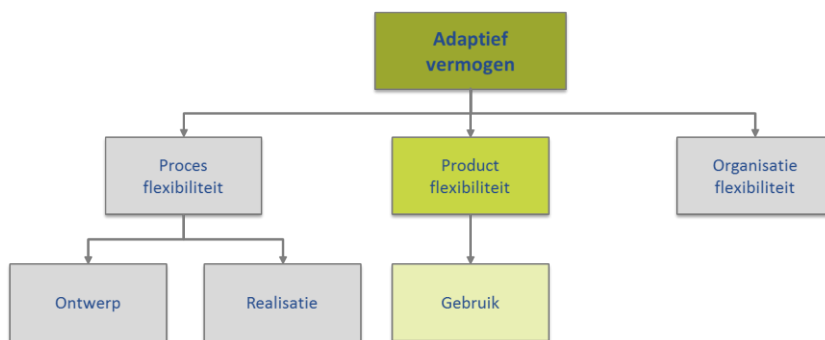 Adaptief
vermogen
Proces
flexibiliteit
Product
flexibiliteit
Organisatie
flexibiliteit
Ontwerp
Realisatie
Gebruik